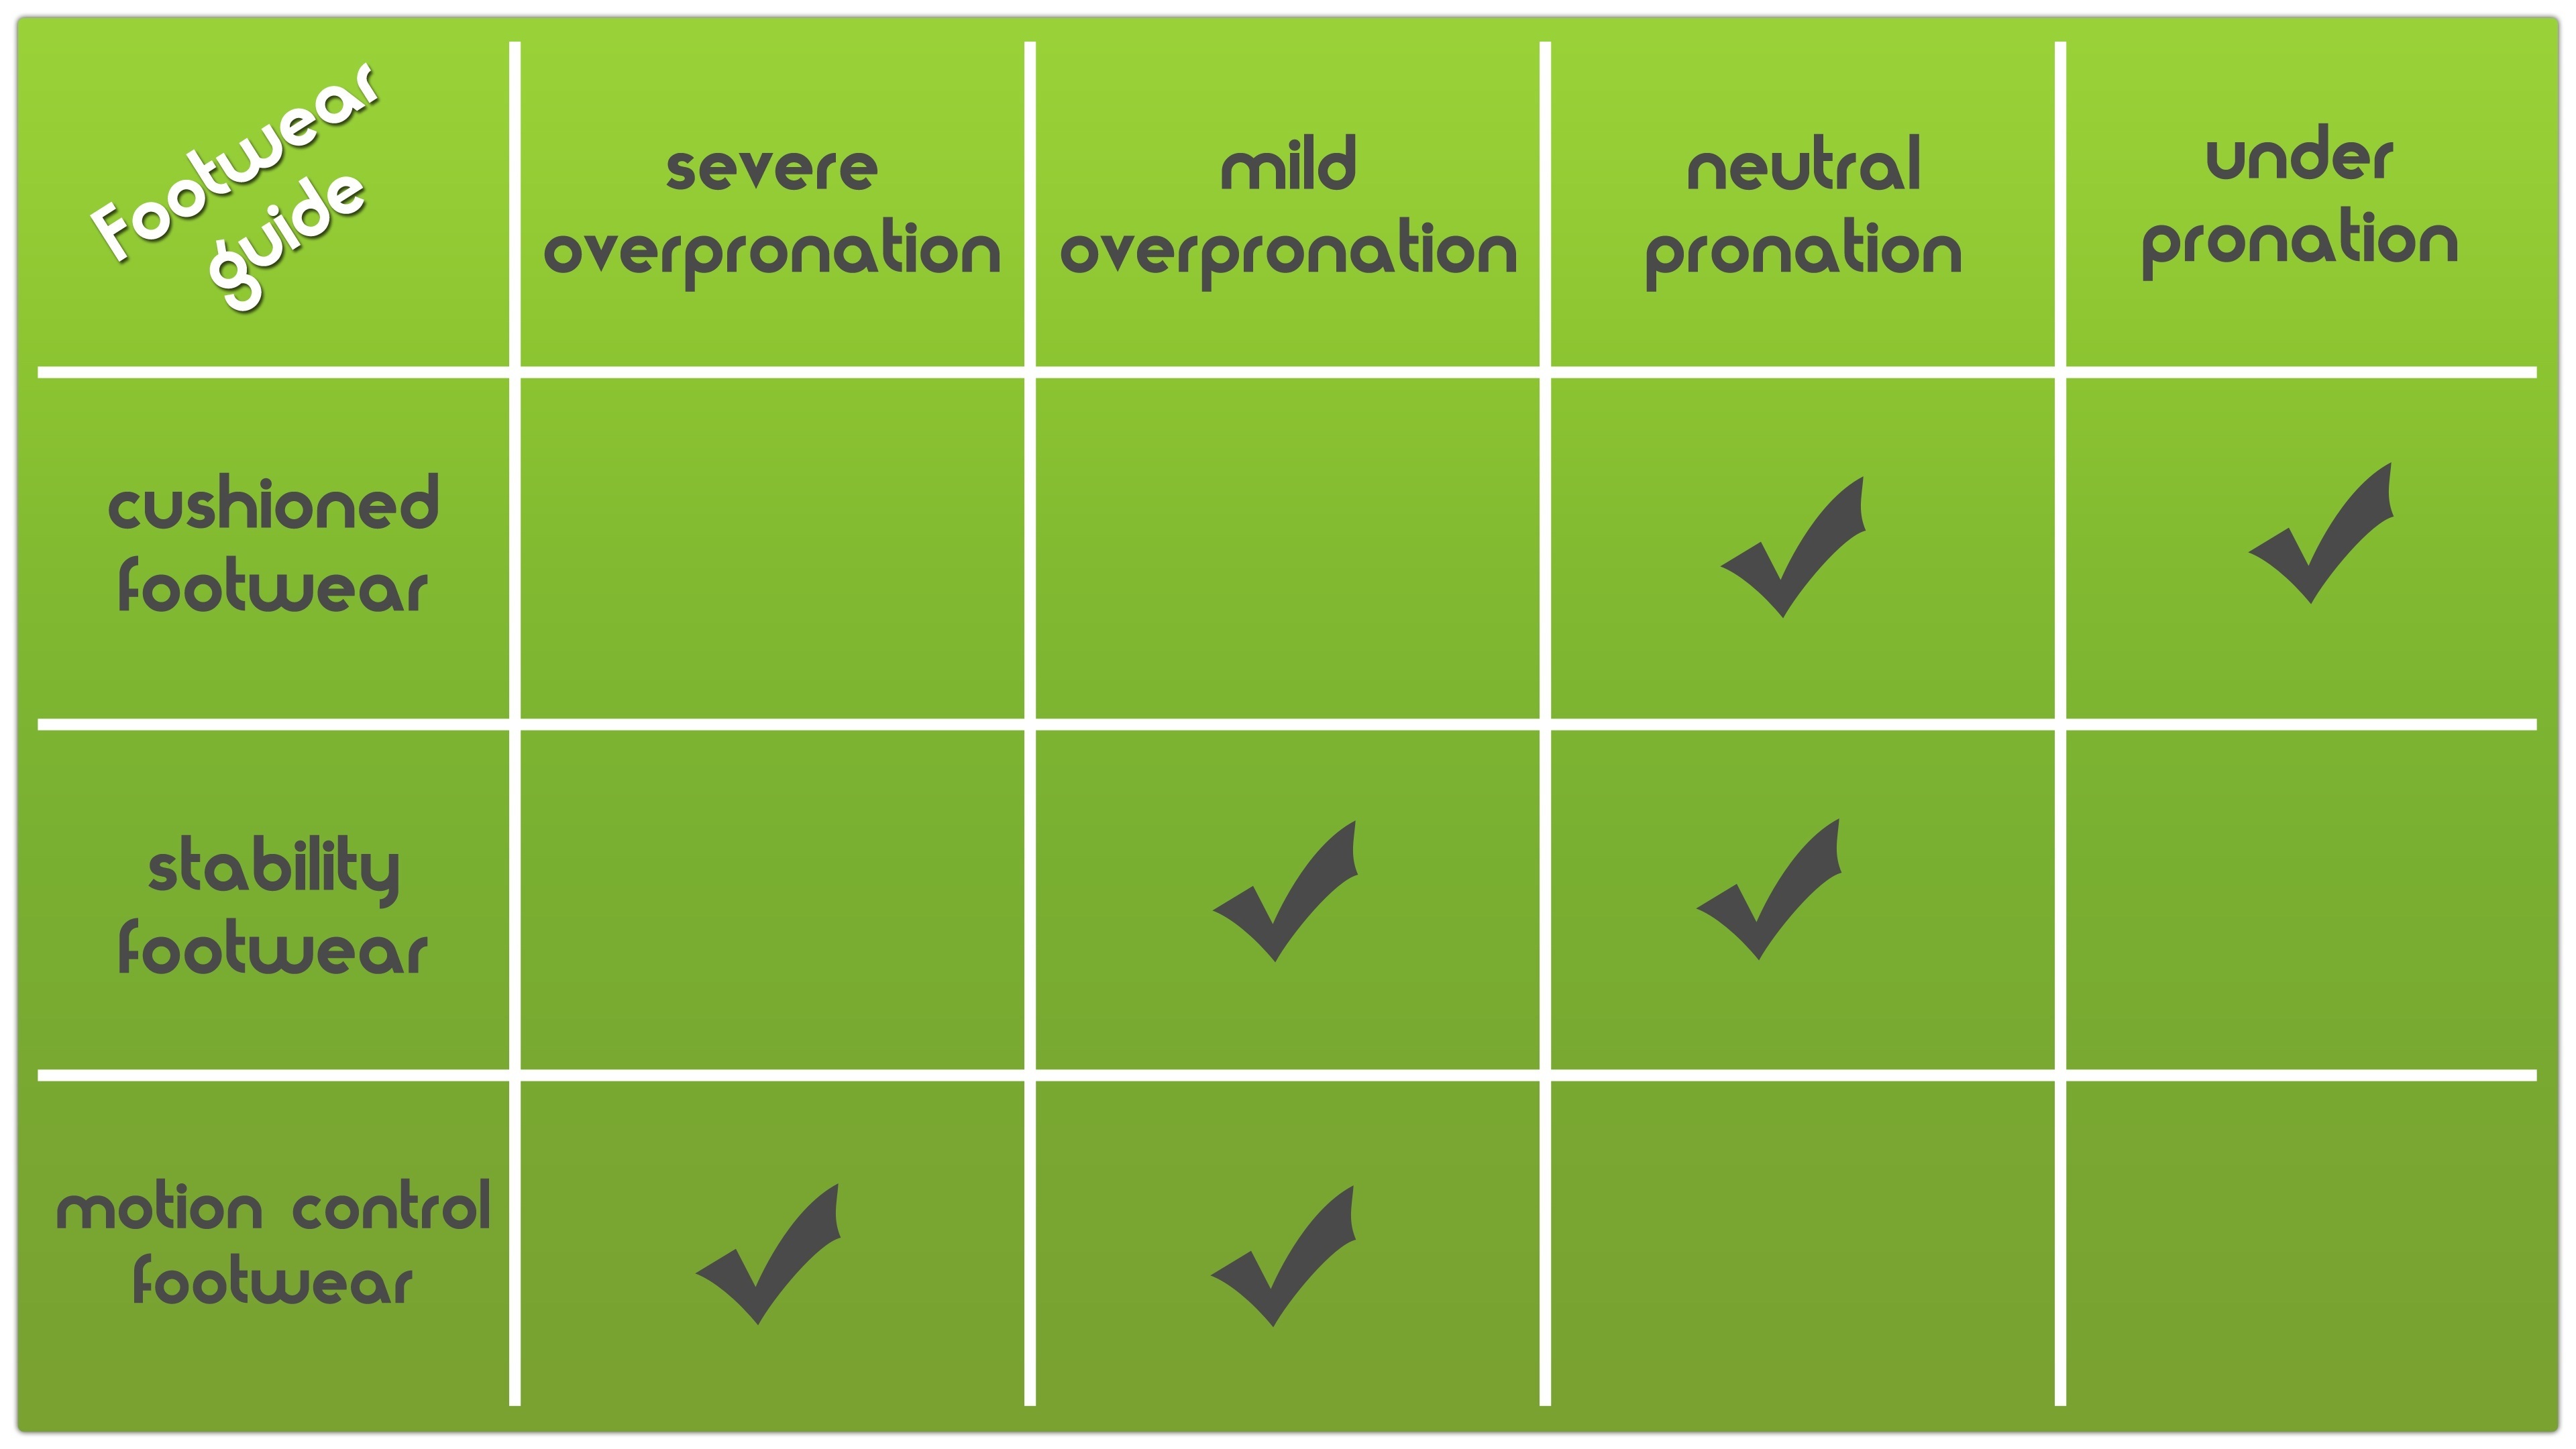 Footwear
guide
severe
overpronation
mild
overpronation
neutral
pronation
under
pronation
cushioned
footwear
stability
footwear
motion control
footwear